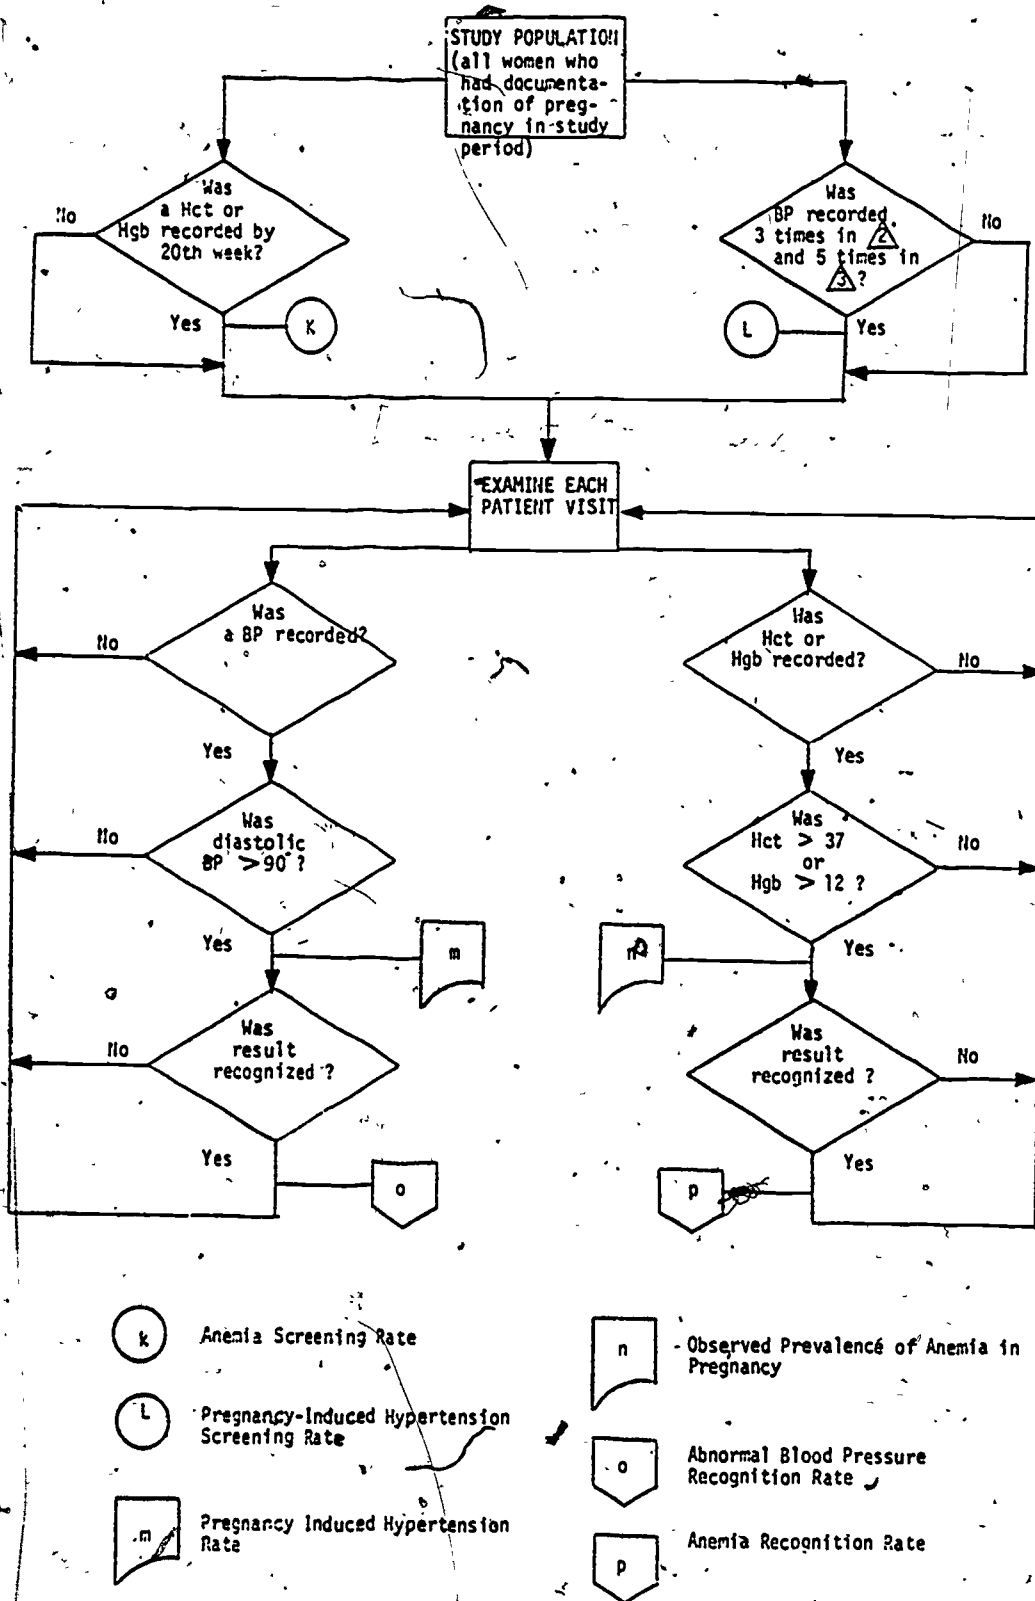 STUDY POPULATION
(all women who
had documenta-
tion of preg-
nancy in study
period)
Was
a Hct or
Hgb recorded by
20th week?
No
Yes
K
Was
BP recorded
3 times in 2
and 5 times in
3 ?
No
L
Yes
EXAMINE EACH
PATIENT VISIT
Was
a BP recorded?
No
Yes
Was
Hct or
Hgb recorded?
No
Yes
Was
diastolic
BP > 90 ?
No
Yes
m
Was
Hct > 37
or
Hgb > 12 ?
No
Yes
n
Was
result
recognized ?
No
Yes
o
Was
result
recognized ?
No
Yes
p
k
Anemia Screening Rate
L
Pregnancy-Induced Hypertension
Screening Rate
m
Pregnancy Induced Hypertension
Rate
n
- Observed Prevalence of Anemia in
Pregnancy
o
Abnormal Blood Pressure
Recognition Rate
p
Anemia Recognition Rate